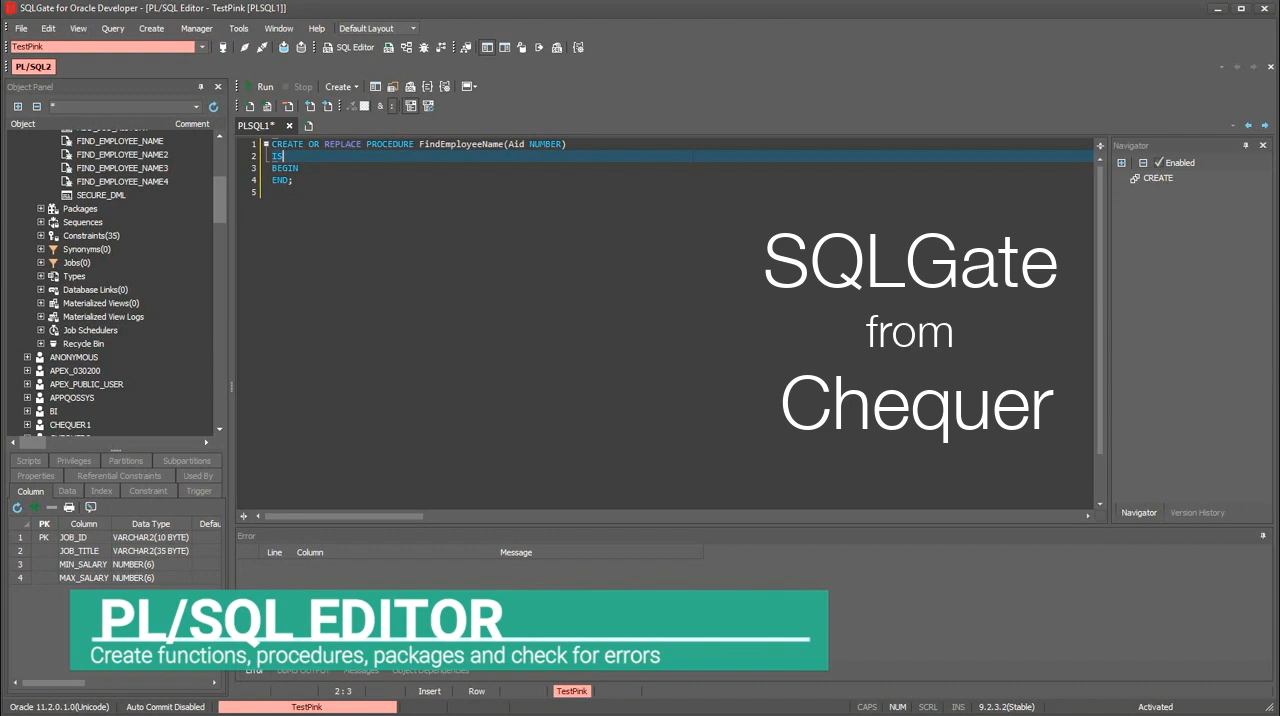 SQLGate for Oracle Developer - [PL/SQL Editor - TestPink [PLSQL1]]
File Edit View Query Create Manager Tools Window Help Default Layout
TestPink SQL Editor
PL/SQL2
Object Panel
Run Stop Create
*
&
Object Comment
PLSQL1*
FIND_EMPLOYEE_NAME
FIND_EMPLOYEE_NAME2
FIND_EMPLOYEE_NAME3
FIND_EMPLOYEE_NAME4
SECURE_DML
Packages
Sequences
Constraints(35)
Synonyms(0)
Jobs(0)
Types
Database Links(0)
Materialized Views(0)
Materialized View Logs
Job Schedulers
Recycle Bin
ANONYMOUS
APEX_030200
APEX_PUBLIC_USER
APPQOSSYS
BI
CHEQUER1
1 CREATE OR REPLACE PROCEDURE FindEmployeeName(Aid NUMBER)
2 IS
3 BEGIN
4 END;
5
Navigator
Enabled
CREATE
SQLGate
from
Chequer
Navigator Version History
Scripts Privileges Partitions Subpartitions
Properties Referential Constraints Used By
Column Data Index Constraint Trigger
PK Column Data Type Defau
1 PK JOB_ID VARCHAR2(10 BYTE)
2 JOB_TITLE VARCHAR2(35 BYTE)
3 MIN_SALARY NUMBER(6)
4 MAX_SALARY NUMBER(6)
Error
Line Column Message
PL/SQL EDITOR
Create functions, procedures, packages and check for errors
2 : 3 Insert Row TestPink
Oracle 11.2.0.1.0(Unicode) Auto Commit Disabled TestPink CAPS NUM SCRL INS 9.2.3.2(Stable) Activated